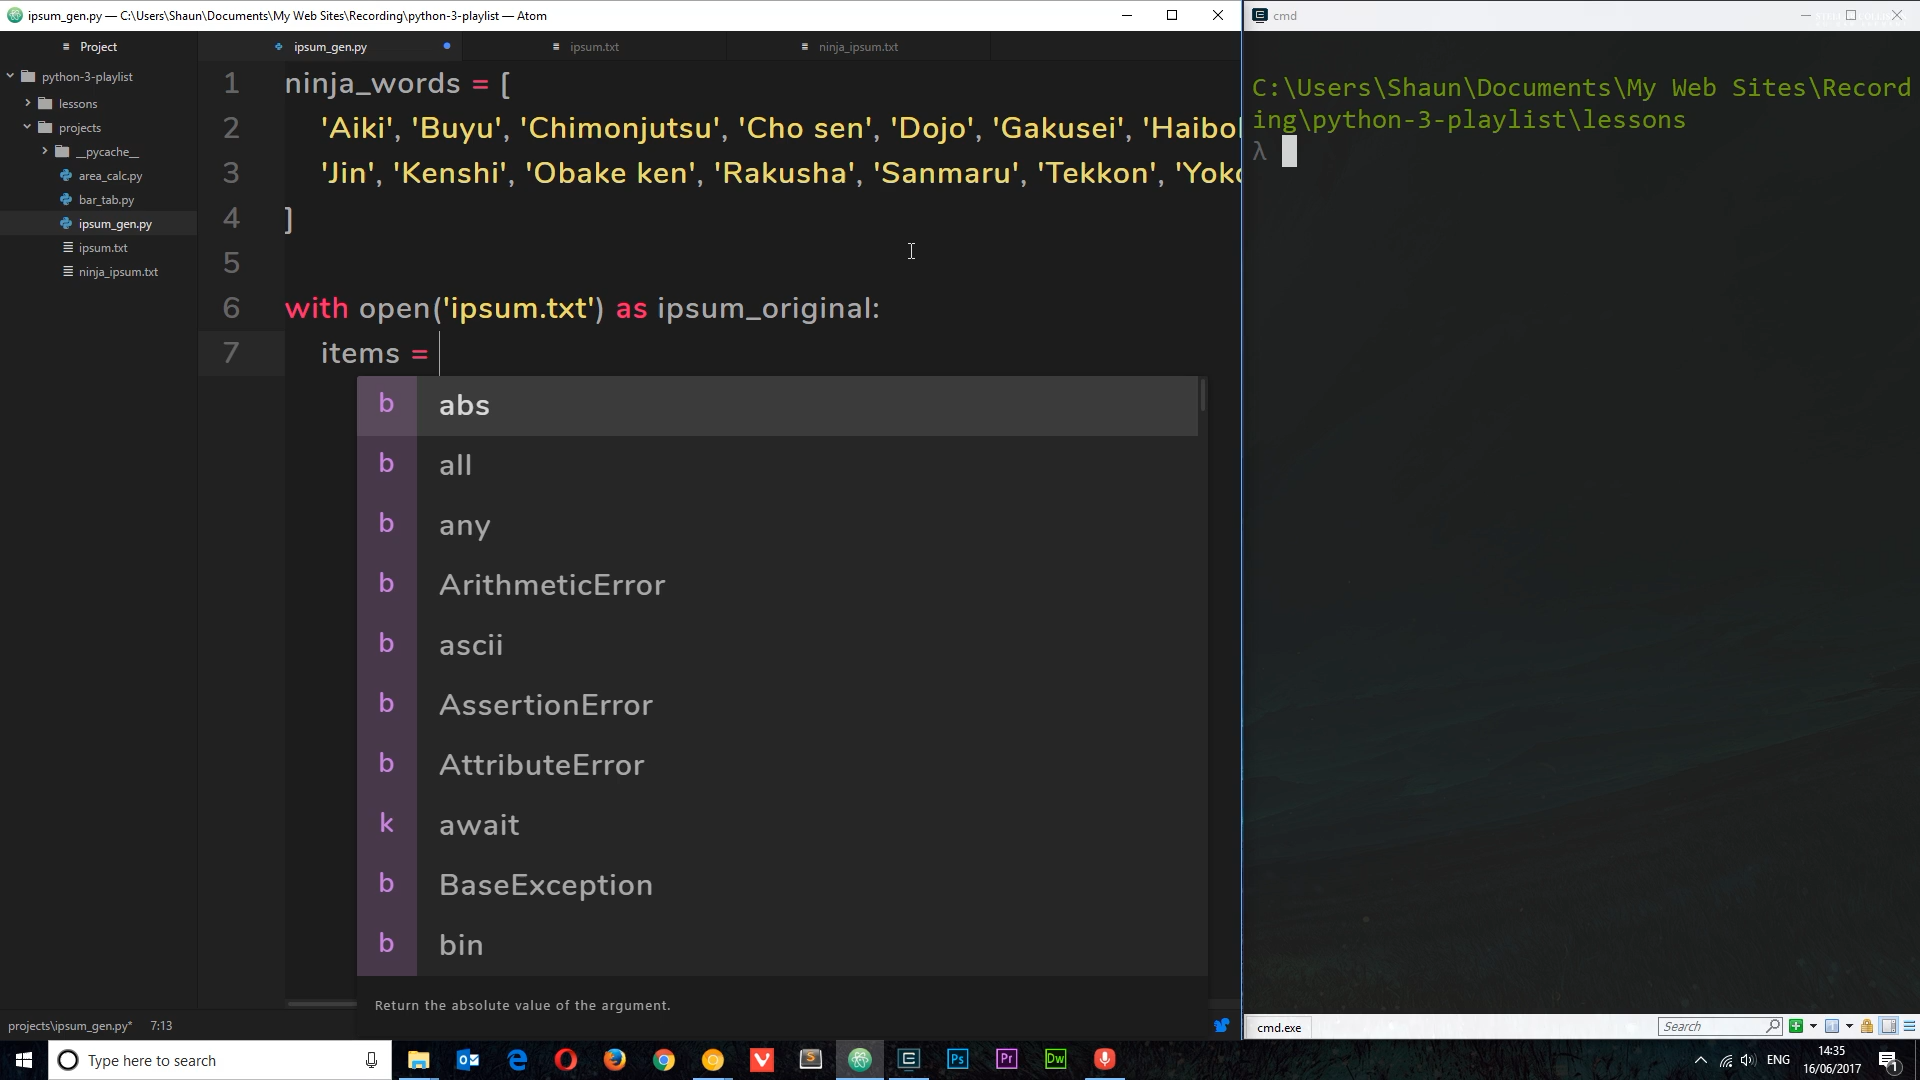 ipsum_gen.py — C:\Users\Shaun\Documents\My Web Sites\Recording\python-3-playlist — Atom
cmd
Project
ipsum_gen.py
ipsum.txt
ninja_ipsum.txt
python-3-playlist
lessons
projects
__pycache__
area_calc.py
bar_tab.py
ipsum_gen.py
ipsum.txt
ninja_ipsum.txt
1 ninja_words = [
2 'Aiki', 'Buyu', 'Chimonjutsu', 'Cho sen', 'Dojo', 'Gakusei', 'Haibo
3 'Jin', 'Kenshi', 'Obake ken', 'Rakusha', 'Sanmaru', 'Tekkon', 'Yoko
4 ]
5
6 with open('ipsum.txt') as ipsum_original:
7 items =
b abs
b all
b any
b ArithmeticError
b ascii
b AssertionError
b AttributeError
k await
b BaseException
b bin
Return the absolute value of the argument.
projects\ipsum_gen.py* 7:13
C:\Users\Shaun\Documents\My Web Sites\Record
ing\python-3-playlist\lessons
λ
cmd.exe
Search
Type here to search
Ps
Pr
Dw
ENG
14:35
16/06/2017
1